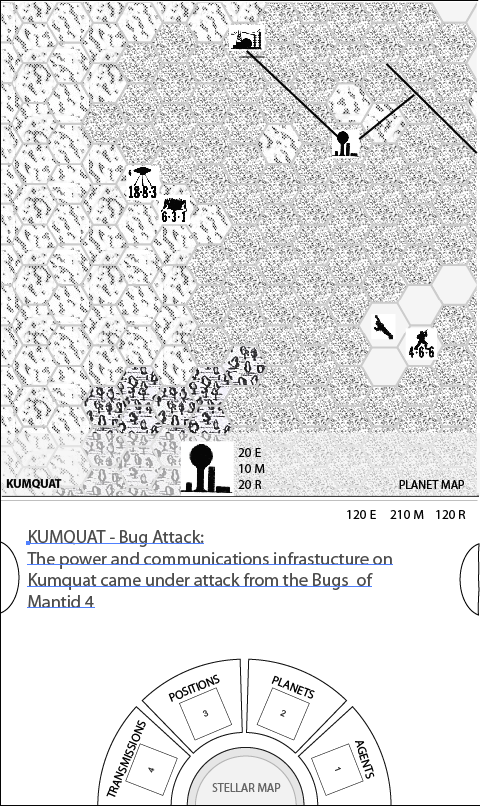 18-8-3
6-3-1
4-6-6
20 E
10 M
20 R
KUMQUAT
PLANET MAP
120 E 210 M 120 R
KUMQUAT - Bug Attack:
The power and communications infrastucture on
Kumquat came under attack from the Bugs of
Mantid 4
TRANSMISSIONS
4
POSITIONS
3
PLANETS
2
AGENTS
1
STELLAR MAP